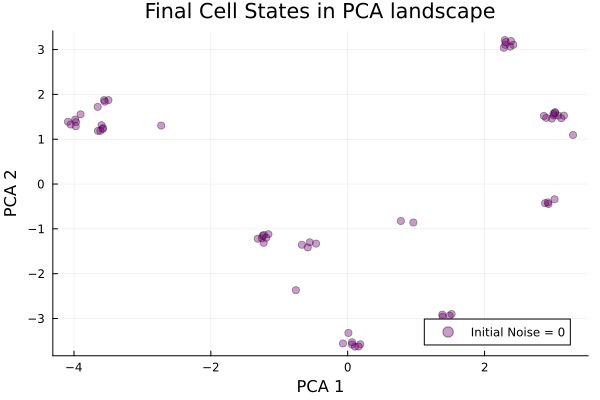 Final Cell States in PCA landscape
PCA 2
3
2
1
0
−1
−2
−3
Initial Noise = 0
−4
−2
0
2
PCA 1